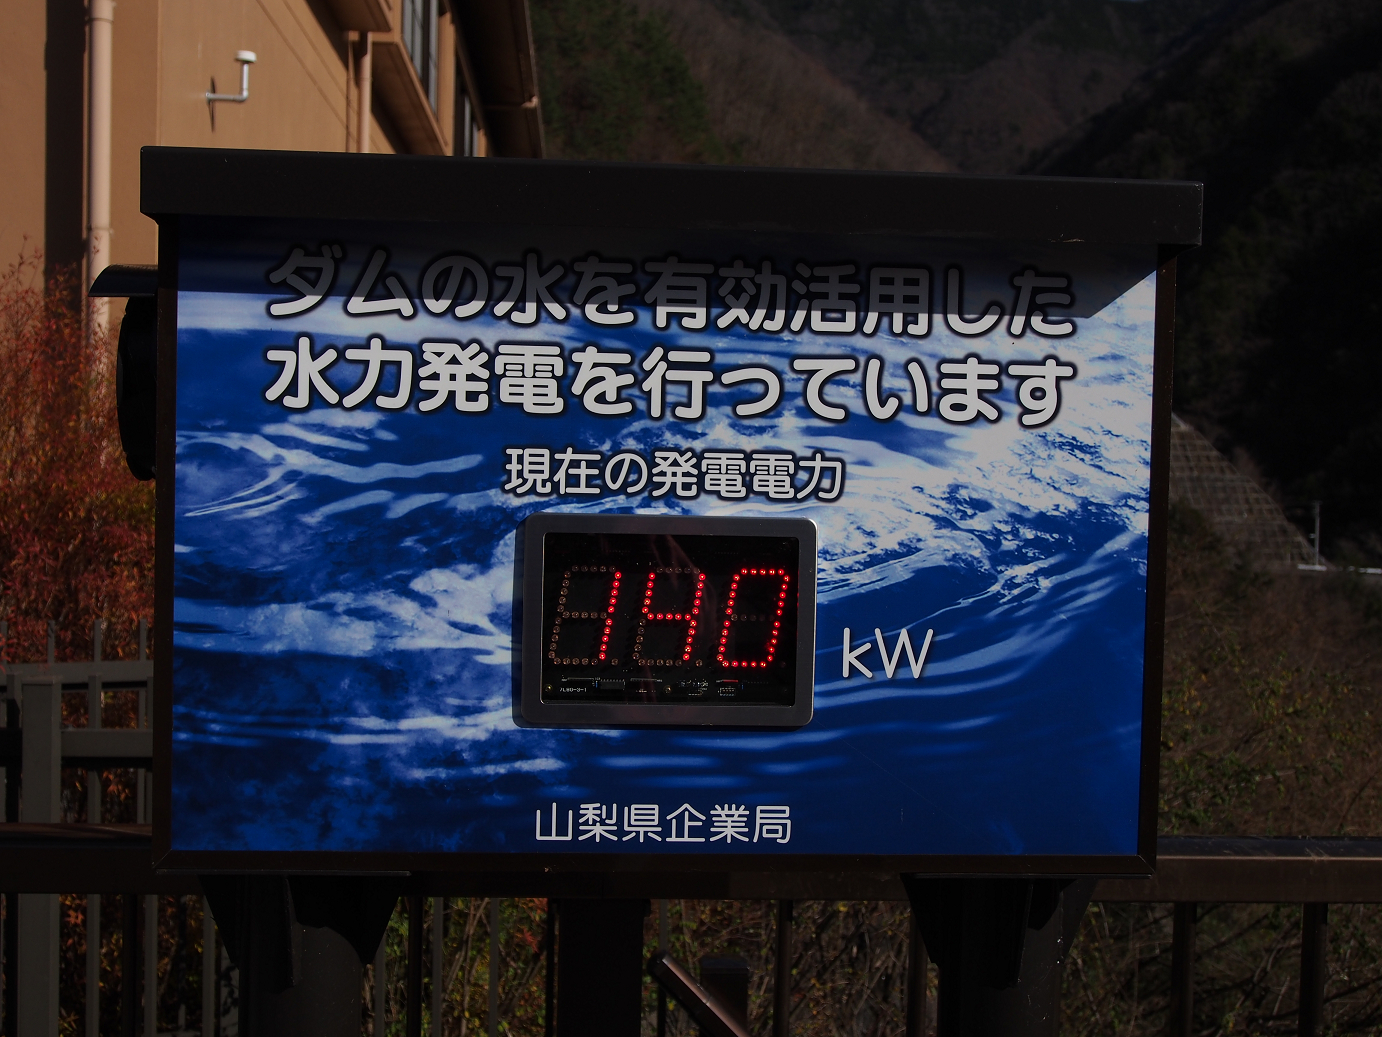 ダムの水を有効活用した
水力発電を行っています
現在の発電電力
140 kW
山梨県企業局